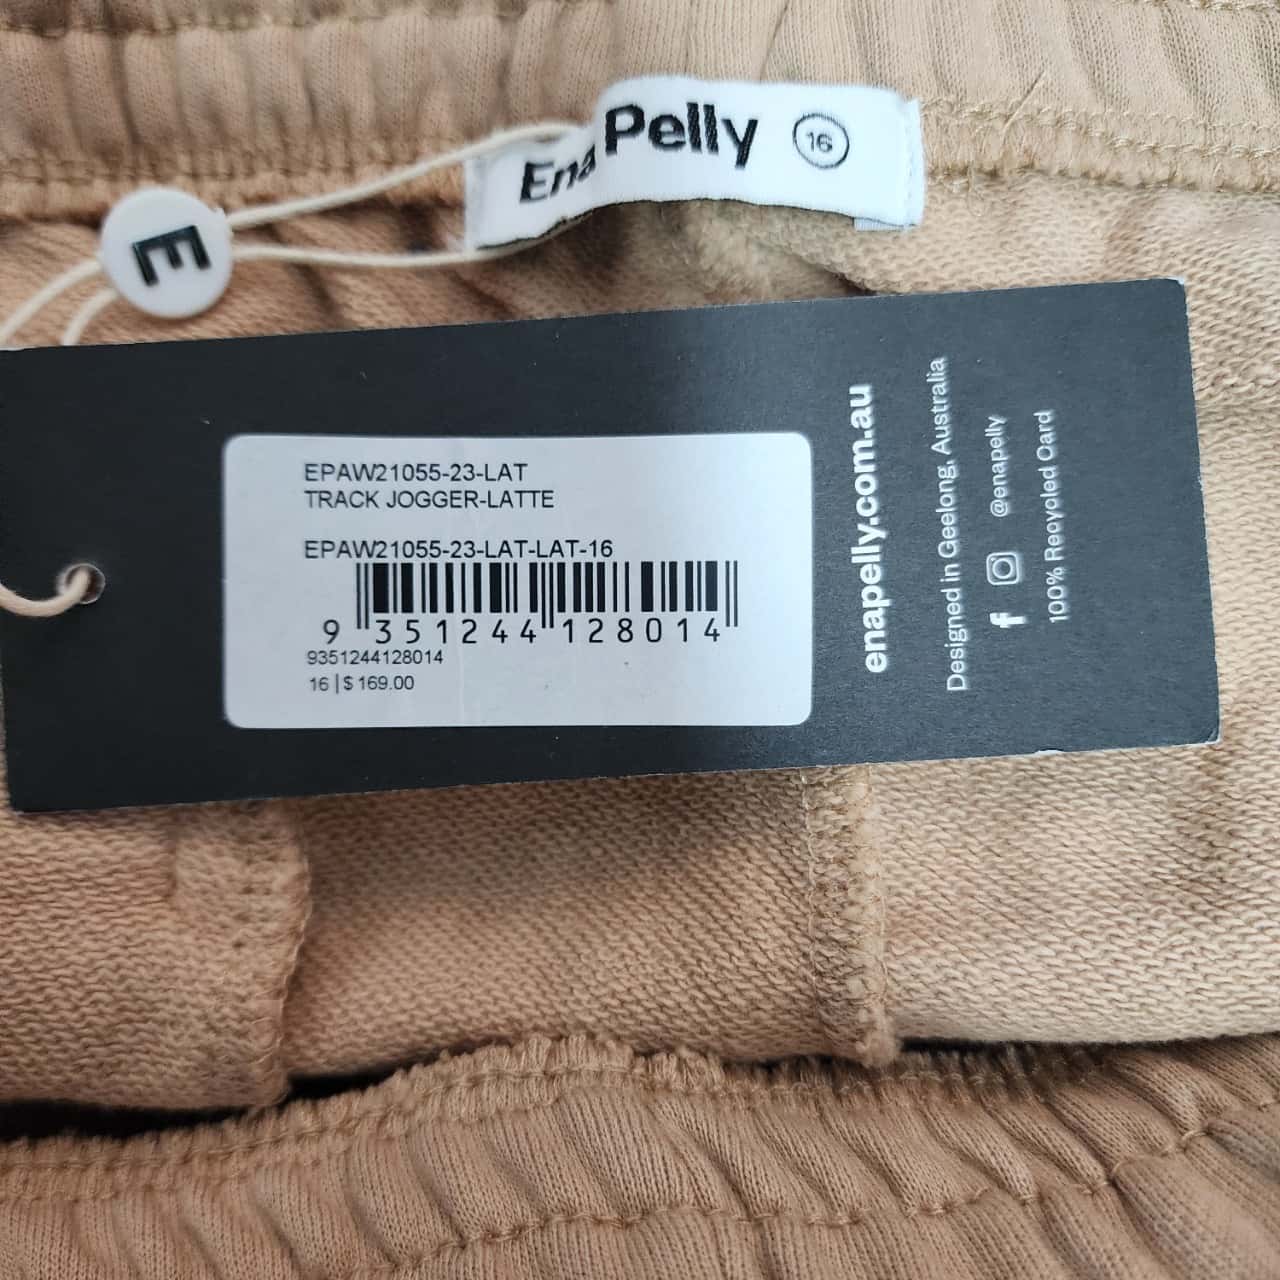 Ena Pelly 16
E
EPAW21055-23-LAT
TRACK JOGGER-LATTE
EPAW21055-23-LAT-LAT-16
9 351244 128014
9351244128014
16 | $ 169.00
enapelly.com.au
Designed in Geelong, Australia
@enapelly
100% Recycled Card